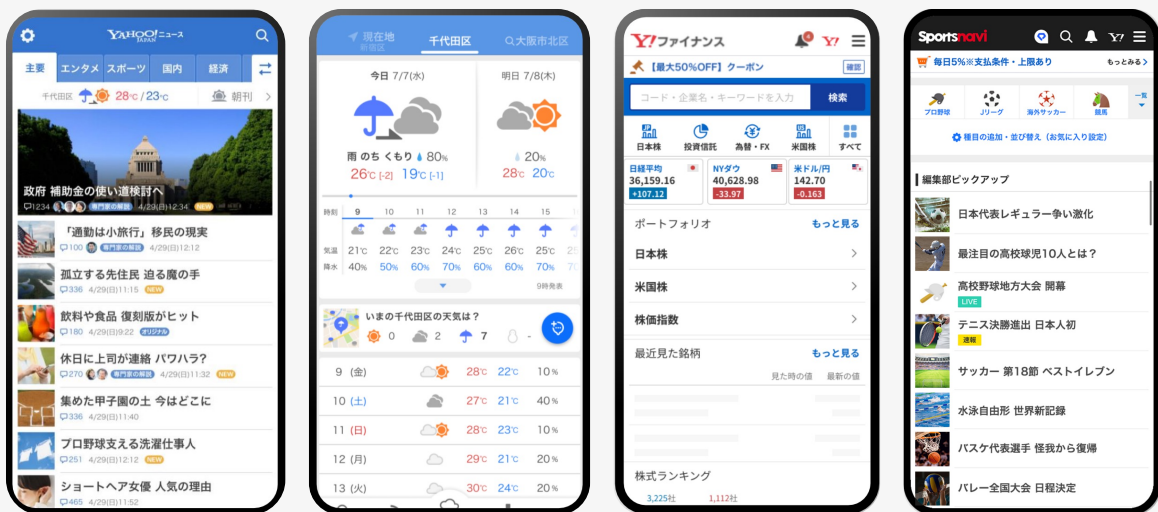 YAHOO! ニュース
JAPAN
主要 エンタメ スポーツ 国内 経済
千代田区 28℃/23℃ 朝刊
政府 補助金の使い道検討へ
1234 専門家の解説 4/29(日)12:34 NEW
「通勤は小旅行」移民の現実
100 専門家の解説 4/29(日)12:12
孤立する先住民 迫る魔の手
336 4/29(日)11:15 NEW
飲料や食品 復刻版がヒット
180 4/29(日)9:22 オリジナル
休日に上司が連絡 パワハラ?
270 専門家の解説 4/29(日)11:32 NEW
集めた甲子園の土 今はどこに
336 4/29(日)11:40
プロ野球支える洗濯仕事人
251 4/29(日)12:12 NEW
ショートヘア女優 人気の理由
465 4/29(日)11:52
現在地
新宿区
千代田区
大阪市北区
今日 7/7(水)
雨 のち くもり 80%
26℃ [-2] 19℃ [-1]
明日 7/8(木)
20%
28℃ 20℃
時刻 9 10 11 12 13 14 15
気温 21℃ 22℃ 23℃ 24℃ 25℃ 26℃ 25℃
降水 40% 50% 60% 70% 60% 60% 70%
9時発表
いまの千代田区の天気は?
0 2 7 -
9 (金) 28℃ 22℃ 10%
10 (土) 27℃ 21℃ 40%
11 (日) 28℃ 23℃ 10%
12 (月) 29℃ 21℃ 20%
13 (火) 30℃ 24℃ 20%
Y!ファイナンス 4 Y?
【最大50%OFF】クーポン 確認
コード・企業名・キーワードを入力 検索
日本株 投資信託 為替・FX 米国株 すべて
日経平均
36,159.16
+107.12
NYダウ
40,628.98
-33.97
米ドル/円
142.70
-0.163
ポートフォリオ もっと見る
日本株
米国株
株価指数
最近見た銘柄 もっと見る
見た時の値 最新の値
株式ランキング
3,225社 1,112社
Sportsnavi Y?
毎日5%※支払条件・上限あり もっとみる
プロ野球 Jリーグ 海外サッカー 競馬 一覧
種目の追加・並び替え（お気に入り設定）
編集部ピックアップ
日本代表レギュラー争い激化
最注目の高校球児10人とは？
高校野球地方大会 開幕
LIVE
テニス決勝進出 日本人初
速報
サッカー 第18節 ベストイレブン
水泳自由形 世界新記録
バスケ代表選手 怪我から復帰
バレー全国大会 日程決定